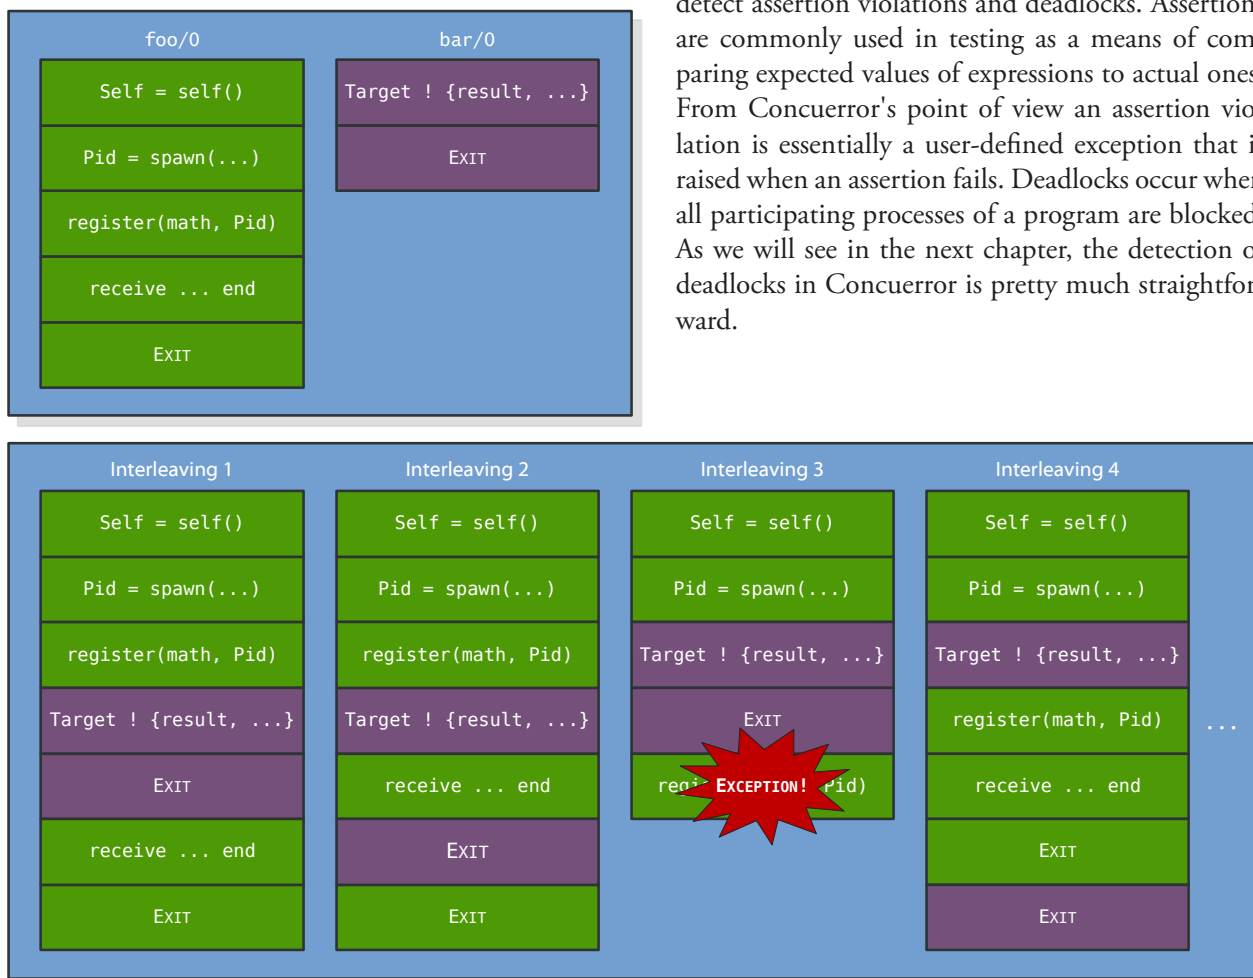 foo/0
Self = self()
Pid = spawn(...)
register(math, Pid)
receive ... end
EXIT
bar/0
Target ! {result, ...}
EXIT
detect assertion violations and deadlocks. Assertion
are commonly used in testing as a means of com
paring expected values of expressions to actual ones
From Concuerror's point of view an assertion vio
lation is essentially a user-defined exception that i
raised when an assertion fails. Deadlocks occur when
all participating processes of a program are blocked
As we will see in the next chapter, the detection o
deadlocks in Concuerror is pretty much straightfor
ward.
Interleaving 1
Self = self()
Pid = spawn(...)
register(math, Pid)
Target ! {result, ...}
EXIT
receive ... end
EXIT
Interleaving 2
Self = self()
Pid = spawn(...)
register(math, Pid)
Target ! {result, ...}
receive ... end
EXIT
EXIT
Interleaving 3
Self = self()
Pid = spawn(...)
Target ! {result, ...}
EXIT
EXCEPTION! Pid)
Interleaving 4
Self = self()
Pid = spawn(...)
Target ! {result, ...}
register(math, Pid)
receive ... end
EXIT
EXIT
...